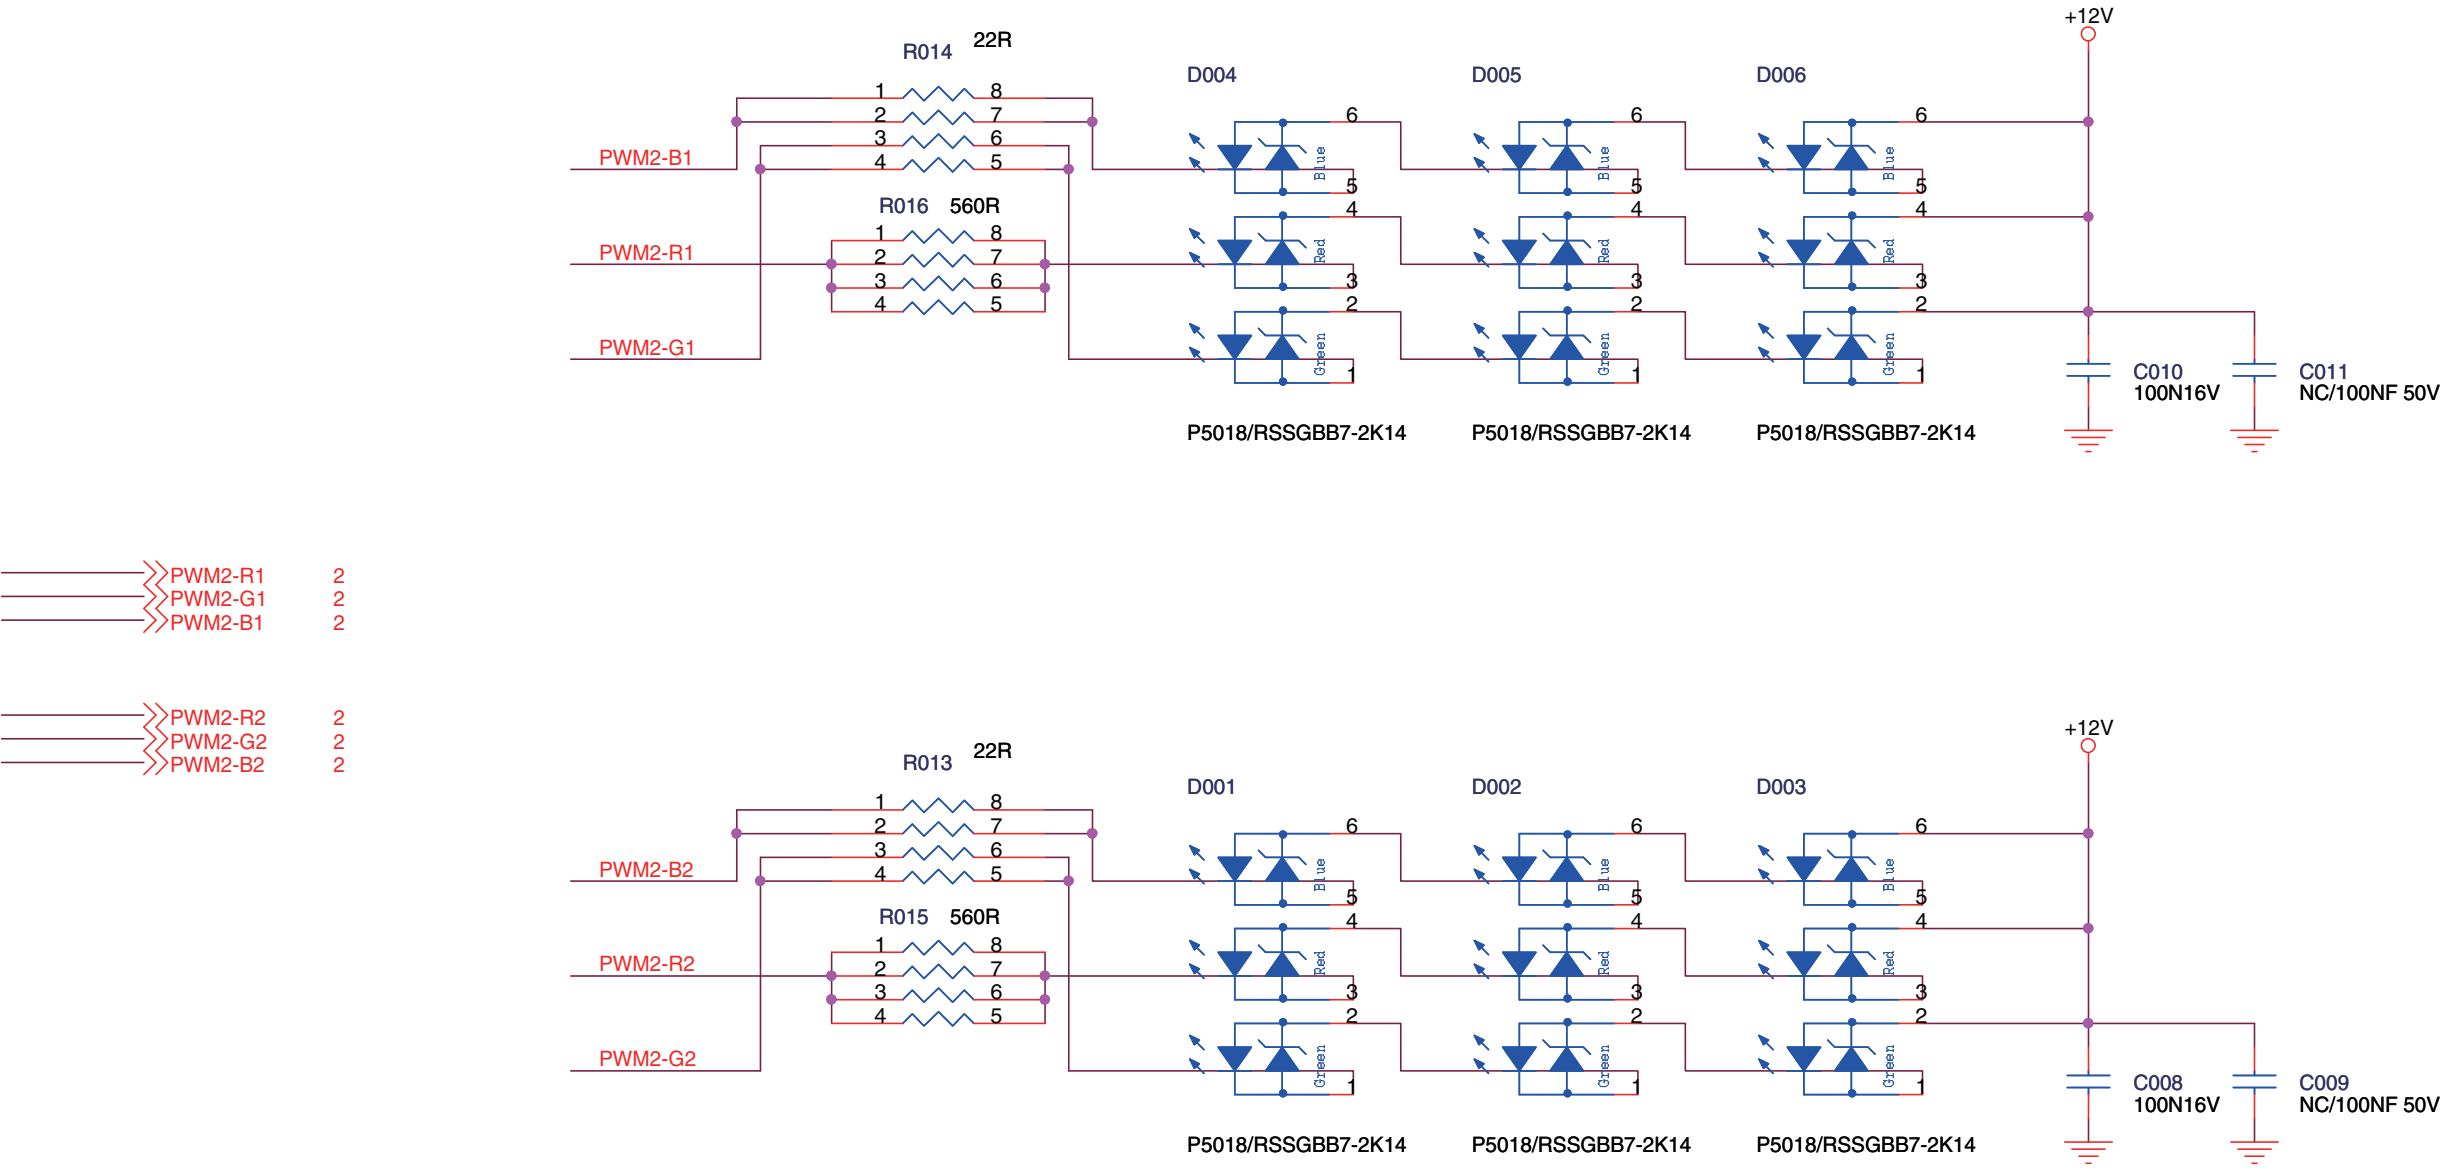 +12V
R014 22R
D004 D005 D006
1 8
2 7
3 6
4 5
PWM2-B1
6 6 6
Blue Blue Blue
5 5 5
R016 560R
4 4 4
1 8
2 7
3 6
4 5
PWM2-R1
Red Red Red
3 3 3
2 2 2
PWM2-G1
Green Green Green
1 1 1
C010
100N16V
C011
NC/100NF 50V
P5018/RSSGBB7-2K14 P5018/RSSGBB7-2K14 P5018/RSSGBB7-2K14
PWM2-R1 2
PWM2-G1 2
PWM2-B1 2
PWM2-R2 2
PWM2-G2 2
PWM2-B2 2
+12V
R013 22R
D001 D002 D003
1 8
2 7
3 6
4 5
PWM2-B2
6 6 6
Blue Blue Blue
5 5 5
R015 560R
4 4 4
1 8
2 7
3 6
4 5
PWM2-R2
Red Red Red
3 3 3
2 2 2
PWM2-G2
Green Green Green
1 1 1
C008
100N16V
C009
NC/100NF 50V
P5018/RSSGBB7-2K14 P5018/RSSGBB7-2K14 P5018/RSSGBB7-2K14